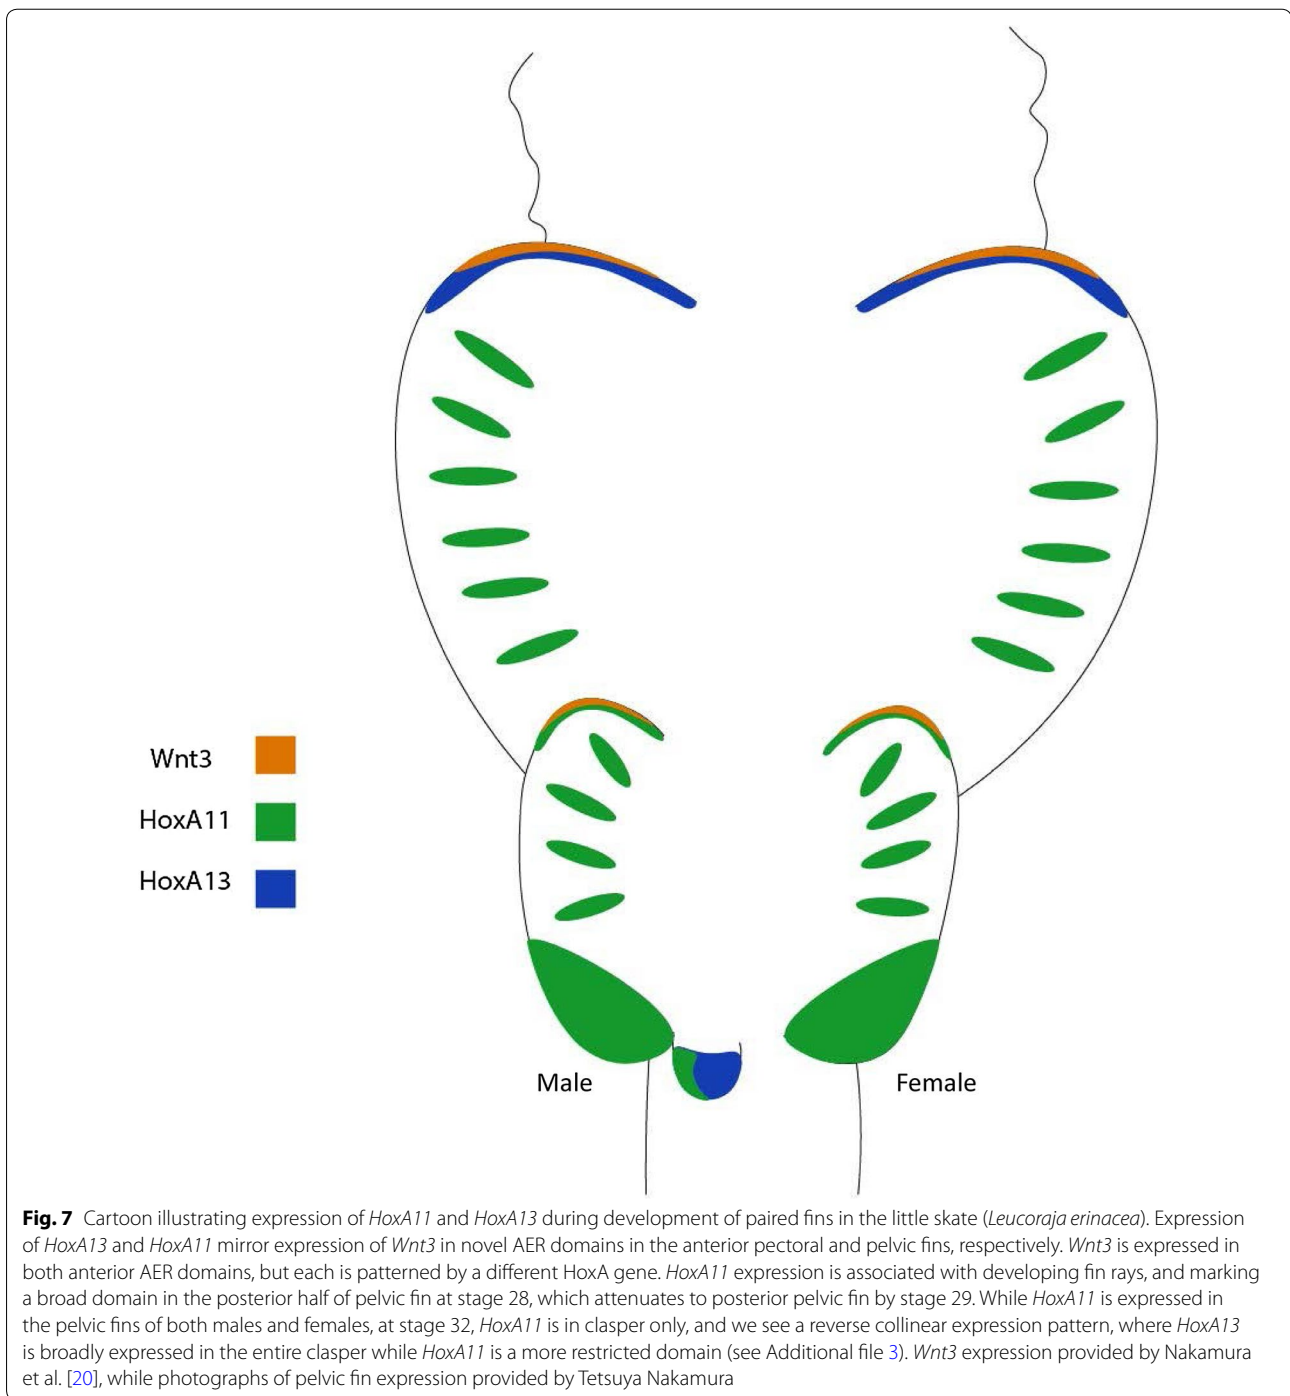 Wnt3
HoxA11
HoxA13
Male
Female
Fig. 7 Cartoon illustrating expression of HoxA11 and HoxA13 during development of paired fins in the little skate (Leucoraja erinacea). Expression
of HoxA13 and HoxA11 mirror expression of Wnt3 in novel AER domains in the anterior pectoral and pelvic fins, respectively. Wnt3 is expressed in
both anterior AER domains, but each is patterned by a different HoxA gene. HoxA11 expression is associated with developing fin rays, and marking
a broad domain in the posterior half of pelvic fin at stage 28, which attenuates to posterior pelvic fin by stage 29. While HoxA11 is expressed in
the pelvic fins of both males and females, at stage 32, HoxA11 is in clasper only, and we see a reverse collinear expression pattern, where HoxA13
is broadly expressed in the entire clasper while HoxA11 is a more restricted domain (see Additional file 3). Wnt3 expression provided by Nakamura
et al. [20], while photographs of pelvic fin expression provided by Tetsuya Nakamura